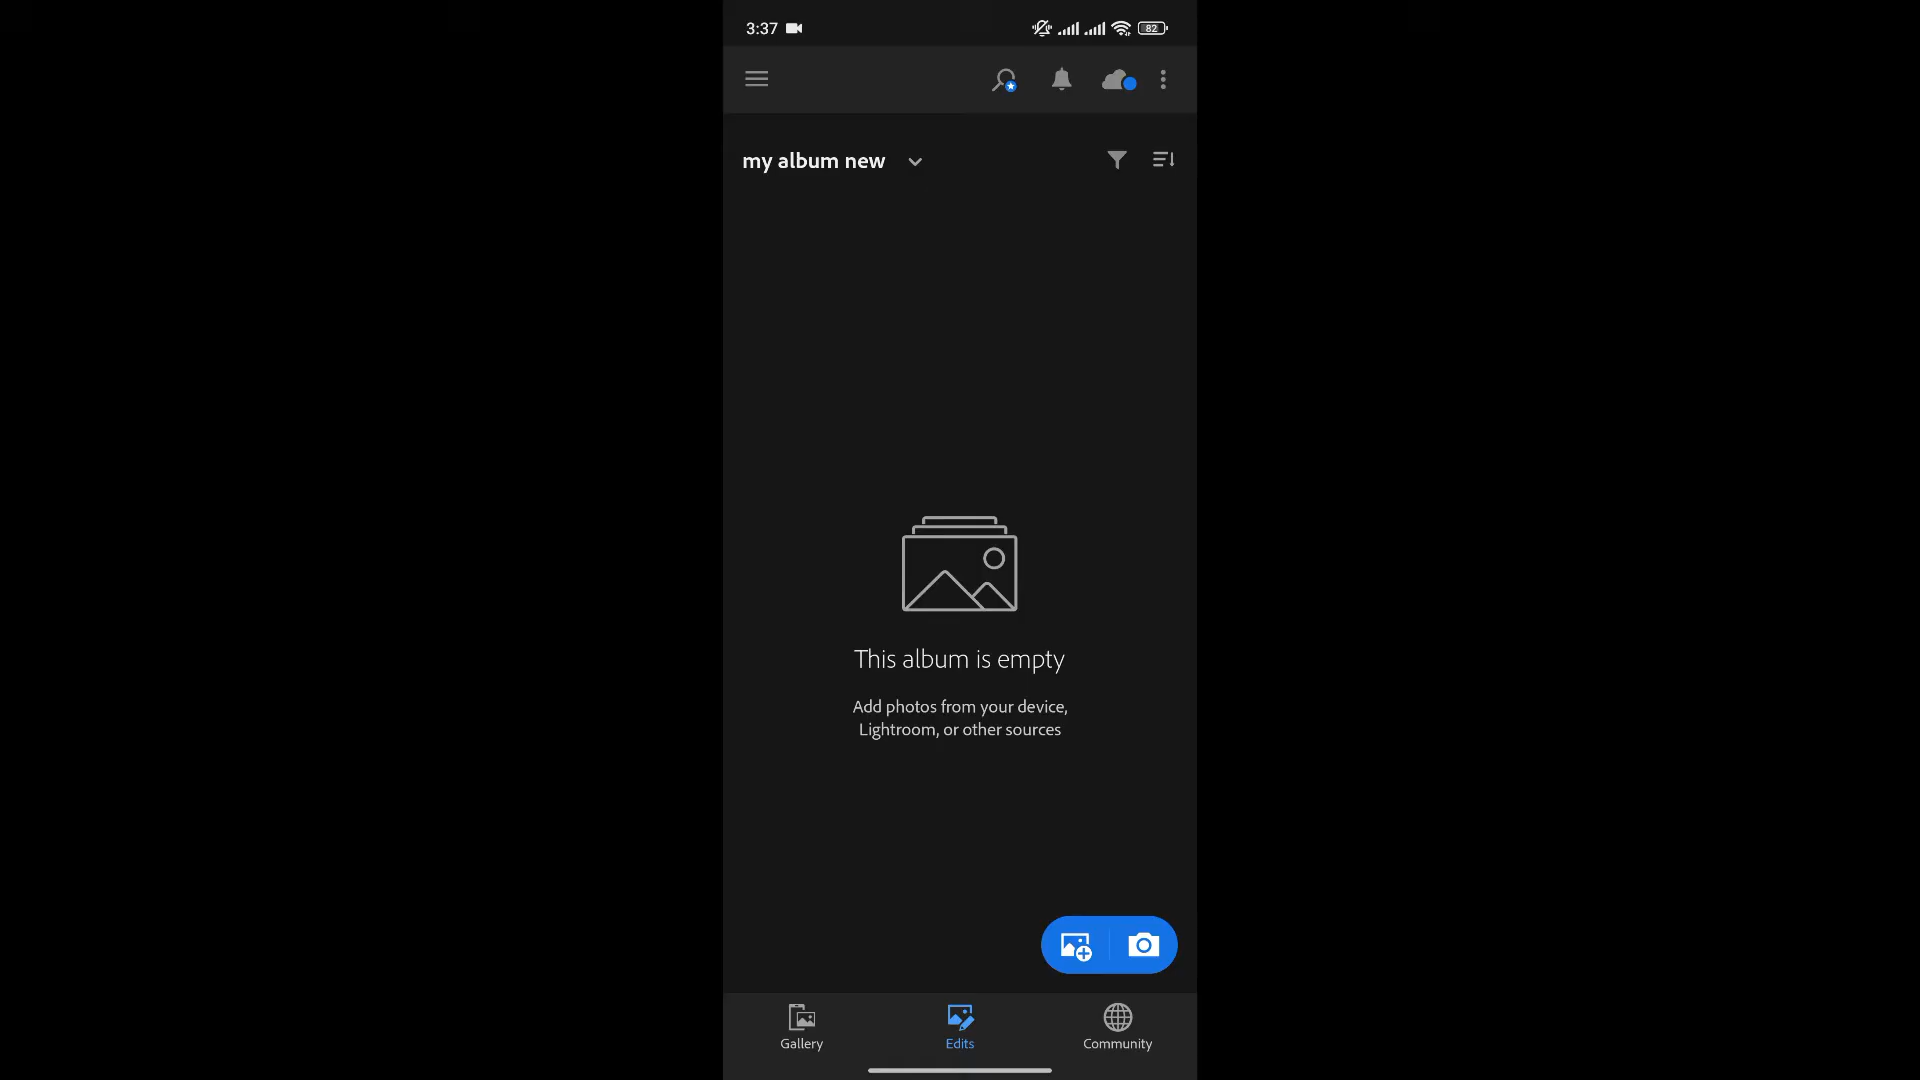 3:37
82
my album new
This album is empty
Add photos from your device,
Lightroom, or other sources
Gallery
Edits
Community